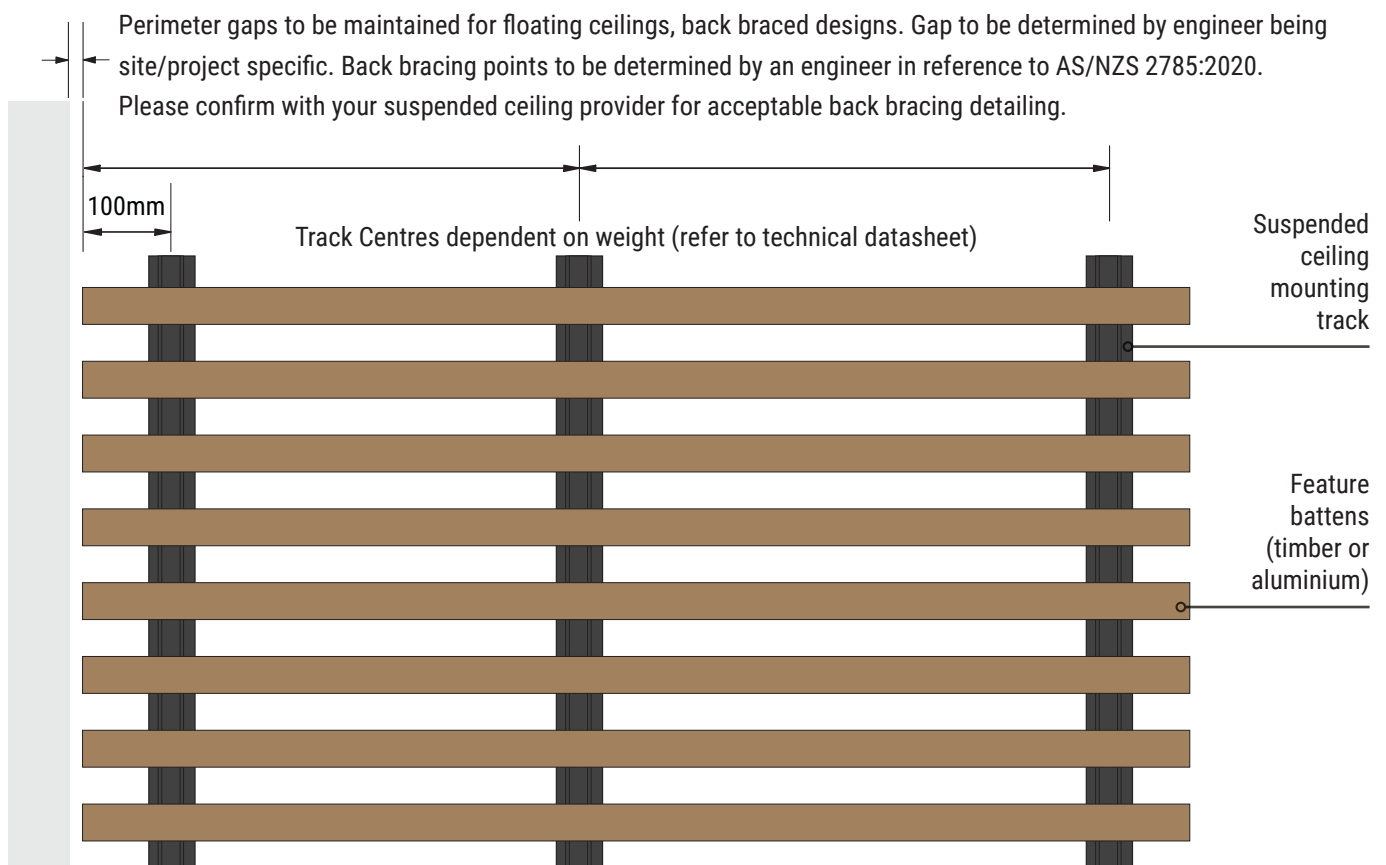 Perimeter gaps to be maintained for floating ceilings, back braced designs. Gap to be determined by engineer being
site/project specific. Back bracing points to be determined by an engineer in reference to AS/NZS 2785:2020.
Please confirm with your suspended ceiling provider for acceptable back bracing detailing.
100mm
Track Centres dependent on weight (refer to technical datasheet)
Suspended
ceiling
mounting
track
Feature
battens
(timber or
aluminium)